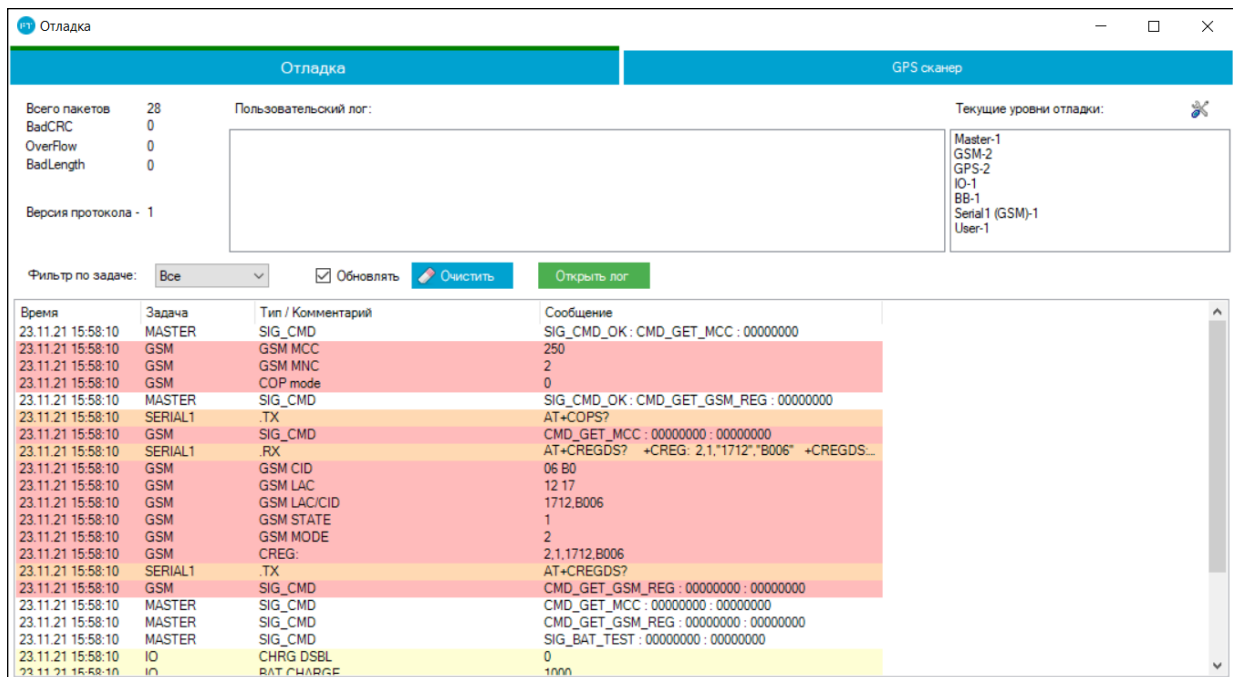 РТ Отладка
Отладка GPS сканер
Всего пакетов 28 Пользовательский лог: Текущие уровни отладки:
BadCRC 0
OverFlow 0
BadLength 0
Версия протокола - 1
Master-1
GSM-2
GPS-2
IO-1
BB-1
Serial1 (GSM)-1
User-1
Фильтр по задаче: Все Обновлять Очистить Открыть лог
Время Задача Тип / Комментарий Сообщение
23.11.21 15:58:10 MASTER SIG_CMD SIG_CMD_OK : CMD_GET_MCC : 00000000
23.11.21 15:58:10 GSM GSM MCC 250
23.11.21 15:58:10 GSM GSM MNC 2
23.11.21 15:58:10 GSM COP mode 0
23.11.21 15:58:10 MASTER SIG_CMD SIG_CMD_OK : CMD_GET_GSM_REG : 00000000
23.11.21 15:58:10 SERIAL1 .TX AT+COPS?
23.11.21 15:58:10 GSM SIG_CMD CMD_GET_MCC : 00000000 : 00000000
23.11.21 15:58:10 SERIAL1 .RX AT+CREGDS? +CREG: 2,1,"1712","B006" +CREGDS:...
23.11.21 15:58:10 GSM GSM CID 06 B0
23.11.21 15:58:10 GSM GSM LAC 12 17
23.11.21 15:58:10 GSM GSM LAC/CID 1712,B006
23.11.21 15:58:10 GSM GSM STATE 1
23.11.21 15:58:10 GSM GSM MODE 2
23.11.21 15:58:10 GSM CREG: 2,1,1712,B006
23.11.21 15:58:10 SERIAL1 .TX AT+CREGDS?
23.11.21 15:58:10 GSM SIG_CMD CMD_GET_GSM_REG : 00000000 : 00000000
23.11.21 15:58:10 MASTER SIG_CMD CMD_GET_MCC : 00000000 : 00000000
23.11.21 15:58:10 MASTER SIG_CMD CMD_GET_GSM_REG : 00000000 : 00000000
23.11.21 15:58:10 MASTER SIG_CMD SIG_BAT_TEST : 00000000 : 00000000
23.11.21 15:58:10 IO CHRG DSBL 0
23.11.21 15:58:10 IO BAT CHARGE 1000